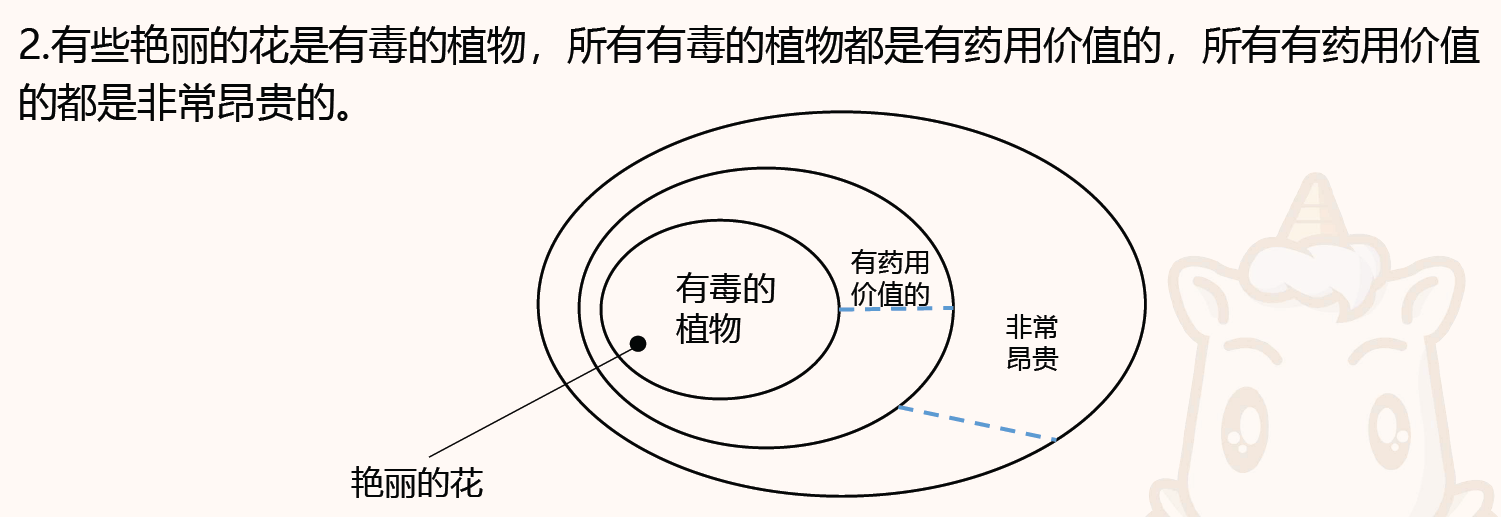 2.有些艳丽的花是有毒的植物，所有有毒的植物都是有药用价值的，所有有药用价值
的都是非常昂贵的。
有毒的
植物
有药用
价值的
非常
昂贵
艳丽的花